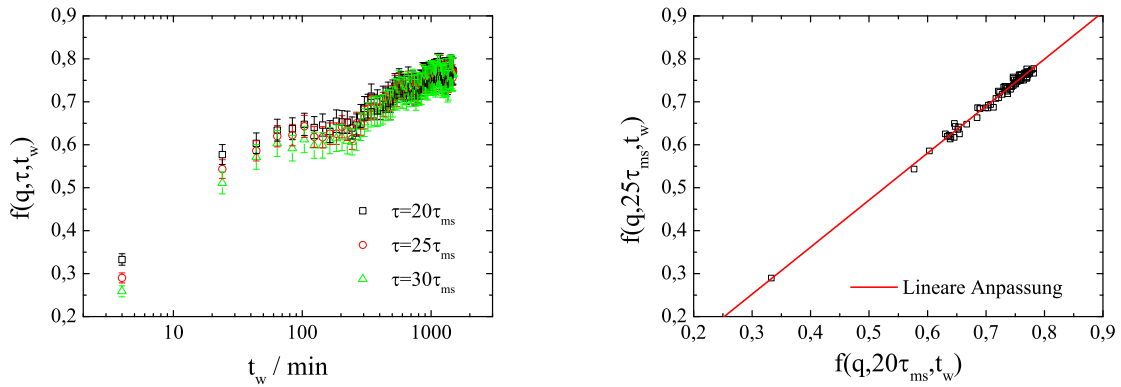 0,9
0,8
0,7
0,6
0,5
0,4
0,3
0,2
10
100
1000
f(q,τ,t_w)
t_w / min
τ=20τ_ms
τ=25τ_ms
τ=30τ_ms
0,9
0,8
0,7
0,6
0,5
0,4
0,3
0,2
0,2 0,3 0,4 0,5 0,6 0,7 0,8 0,9
f(q,25τ_ms,t_w)
f(q,20τ_ms,t_w)
Lineare Anpassung